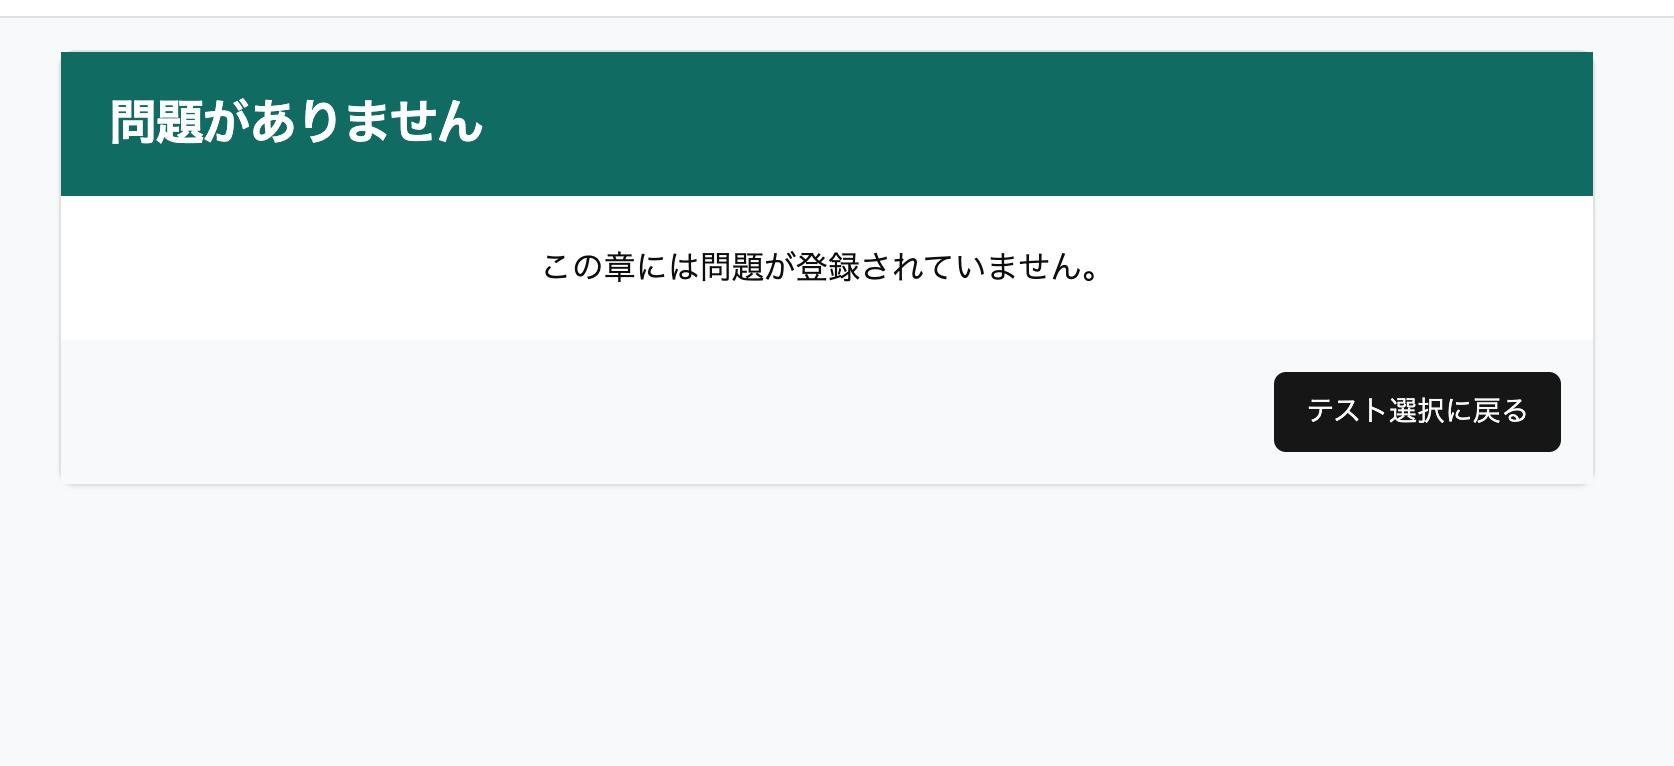 問題がありません
この章には問題が登録されていません。
テスト選択に戻る